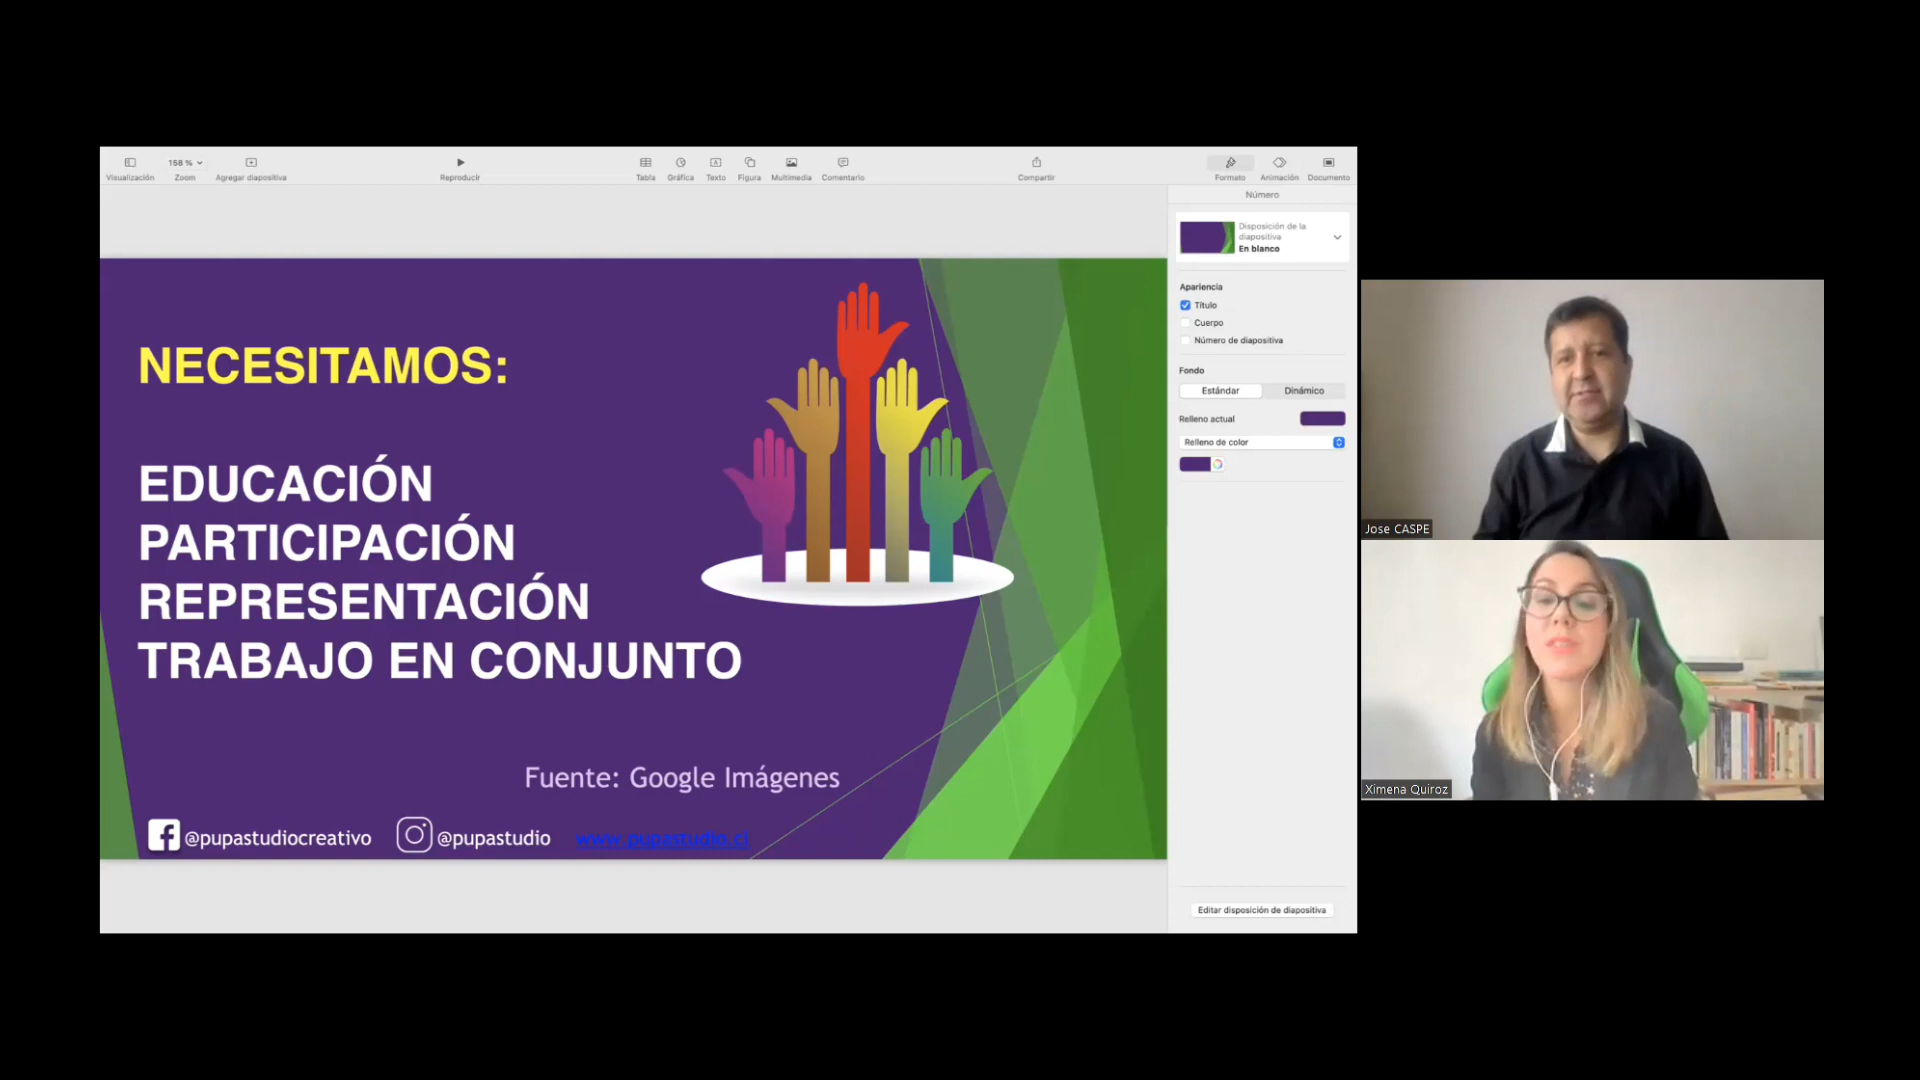 158 %
Visualización Zoom Agregar diapositiva Reproducir Tabla Gráfica Texto Figura Multimedia Comentario Compartir Formato Animación Documento
Número
Disposición de la
diapositiva
En blanco
Apariencia
Título
Cuerpo
Número de diapositiva
Fondo
Estándar Dinámico
Relleno actual
Relleno de color
Editar disposición de diapositiva
NECESITAMOS:
EDUCACIÓN
PARTICIPACIÓN
REPRESENTACIÓN
TRABAJO EN CONJUNTO
Fuente: Google Imágenes
@pupastudiocreativo @pupastudio www.pupastudio.cl
Jose CASPE
Ximena Quiroz